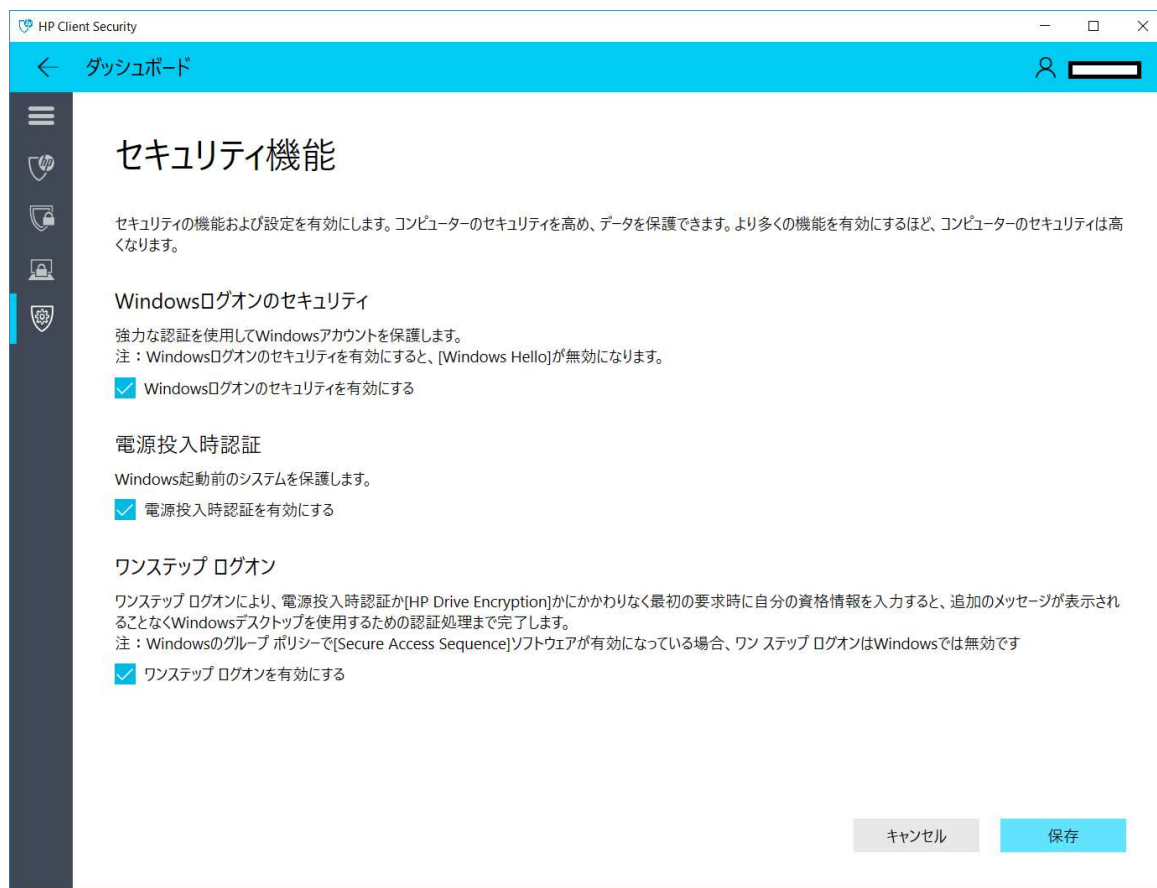 HP Client Security
ダッシュボード
セキュリティ機能
セキュリティの機能および設定を有効にします。コンピューターのセキュリティを高め、データを保護できます。より多くの機能を有効にするほど、コンピューターのセキュリティは高
くなります。
Windowsログオンのセキュリティ
強力な認証を使用してWindowsアカウントを保護します。
注：Windowsログオンのセキュリティを有効にすると、[Windows Hello]が無効になります。
Windowsログオンのセキュリティを有効にする
電源投入時認証
Windows起動前のシステムを保護します。
電源投入時認証を有効にする
ワンステップ ログオン
ワンステップ ログオンにより、電源投入時認証か[HP Drive Encryption]かにかかわりなく最初の要求時に自分の資格情報を入力すると、追加のメッセージが表示され
ることなくWindowsデスクトップを使用するための認証処理まで完了します。
注：Windowsのグループ ポリシーで[Secure Access Sequence]ソフトウェアが有効になっている場合、ワン ステップ ログオンはWindowsでは無効です
ワンステップ ログオンを有効にする
キャンセル
保存